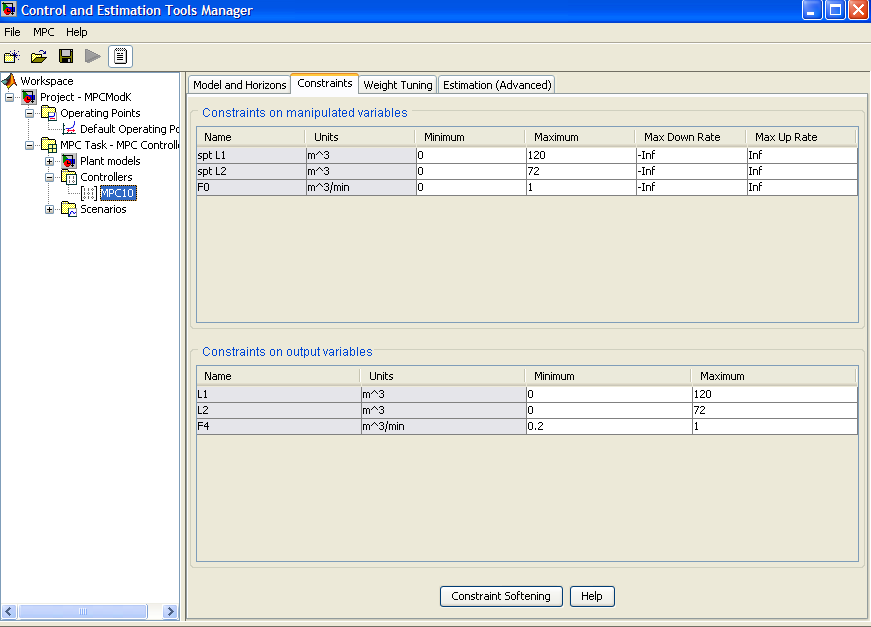 Control and Estimation Tools Manager
File MPC Help
Workspace
Project - MPCModK
Operating Points
Default Operating Po
MPC Task - MPC Controlle
Plant models
Controllers
MPC10
Scenarios
Model and Horizons Constraints Weight Tuning Estimation (Advanced)
Constraints on manipulated variables
Name Units Minimum Maximum Max Down Rate Max Up Rate
spt L1 m^3 0 120 -Inf Inf
spt L2 m^3 0 72 -Inf Inf
F0 m^3/min 0 1 -Inf Inf
Constraints on output variables
Name Units Minimum Maximum
L1 m^3 0 120
L2 m^3 0 72
F4 m^3/min 0.2 1
Constraint Softening Help